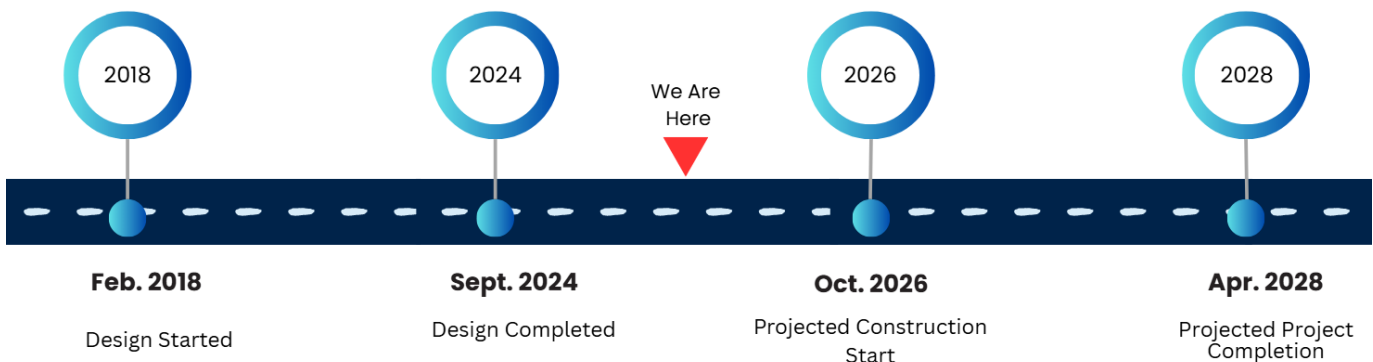 2018
2024
We Are
Here
2026
2028
Feb. 2018
Sept. 2024
Oct. 2026
Apr. 2028
Design Started
Design Completed
Projected Construction
Start
Projected Project
Completion